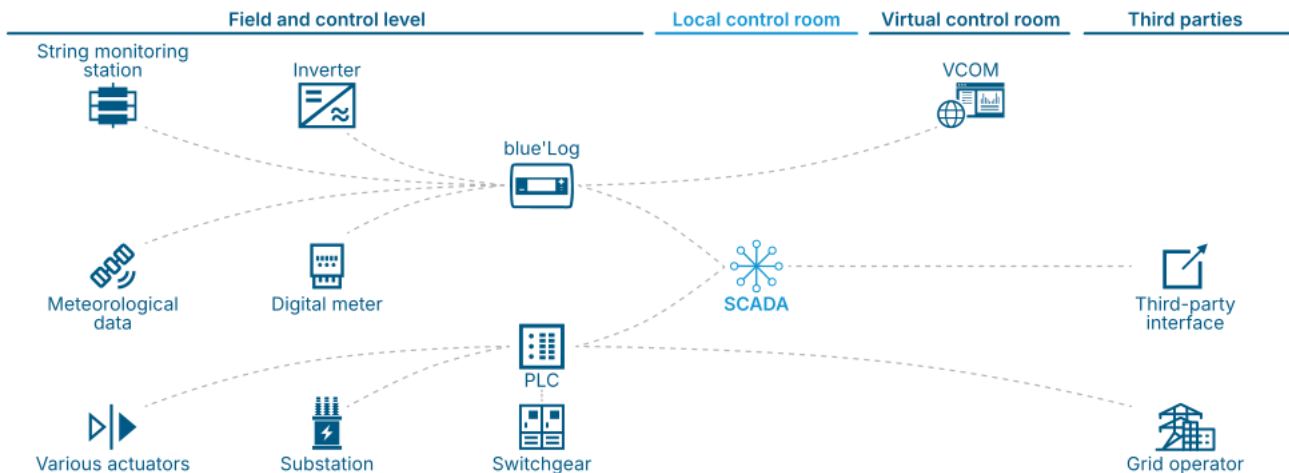 Field and control level
Local control room
Virtual control room
Third parties
String monitoring
station
Inverter
VCOM
blue'Log
Meteorological
data
Digital meter
SCADA
Third-party
interface
PLC
Various actuators
Substation
Switchgear
Grid operator